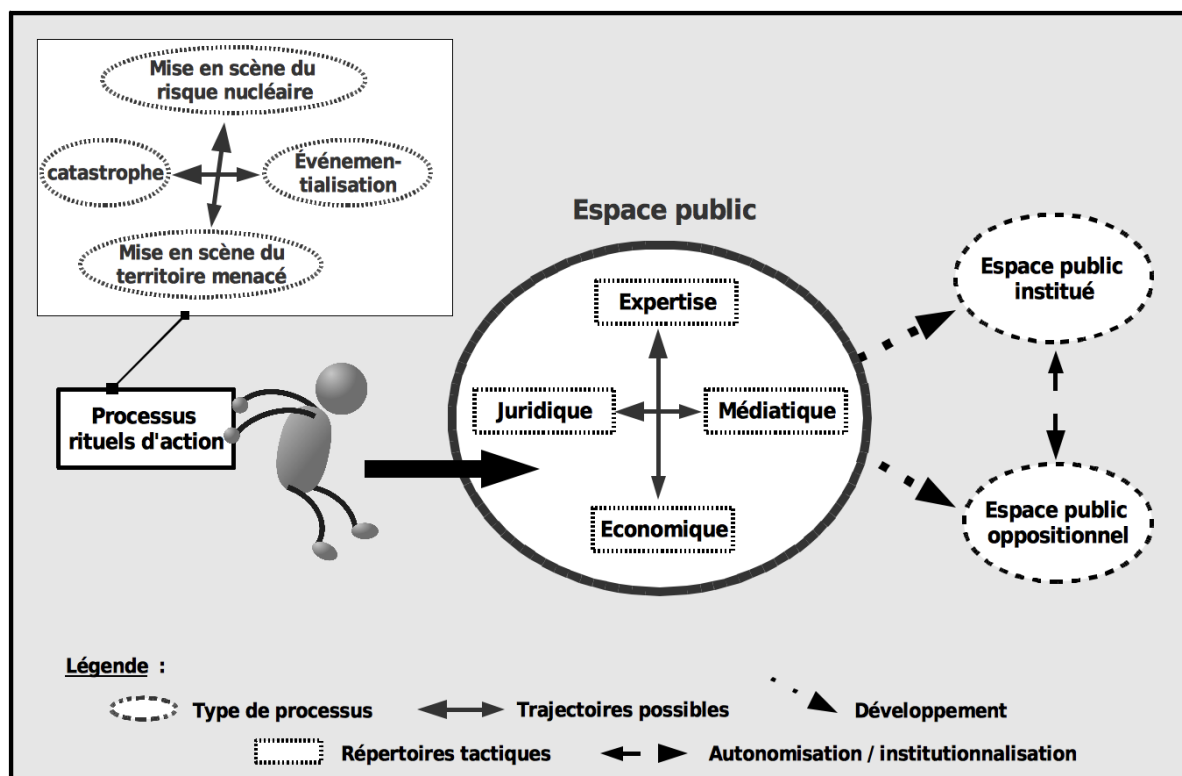 Mise en scène du
risque nucléaire
catastrophe
Événemen-
tialisation
Mise en scène du
territoire menacé
Processus
rituels d'action
Espace public
Expertise
Juridique
Médiatique
Economique
Espace public
institué
Espace public
oppositionnel
Légende :
Type de processus
Trajectoires possibles
Développement
Répertoires tactiques
Autonomisation / institutionnalisation